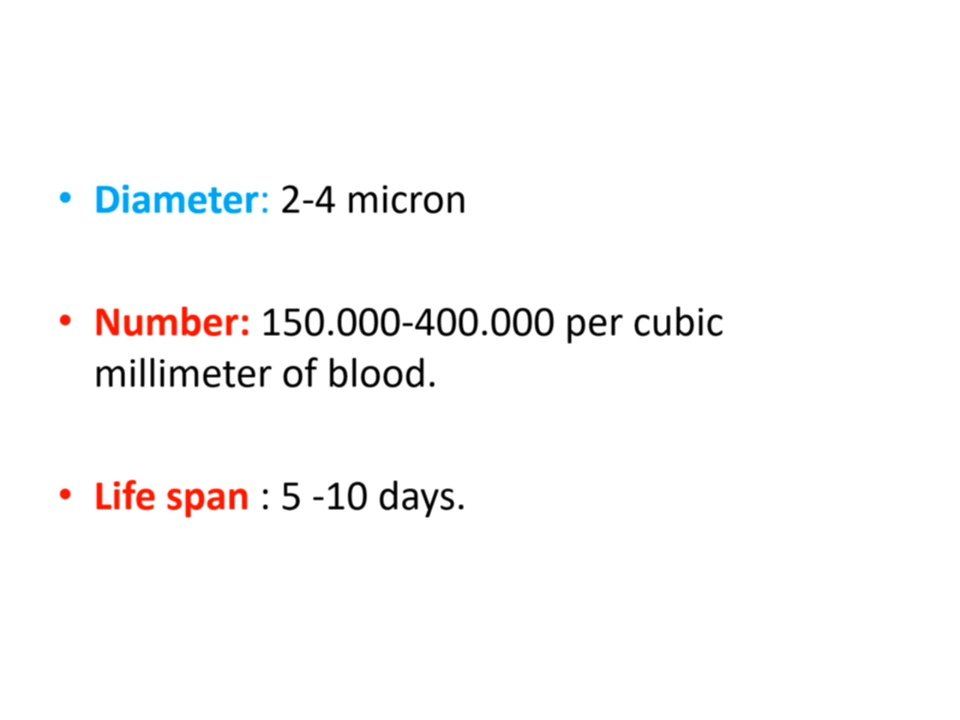 • Diameter: 2-4 micron
• Number: 150.000-400.000 per cubic
millimeter of blood.
• Life span : 5 -10 days.